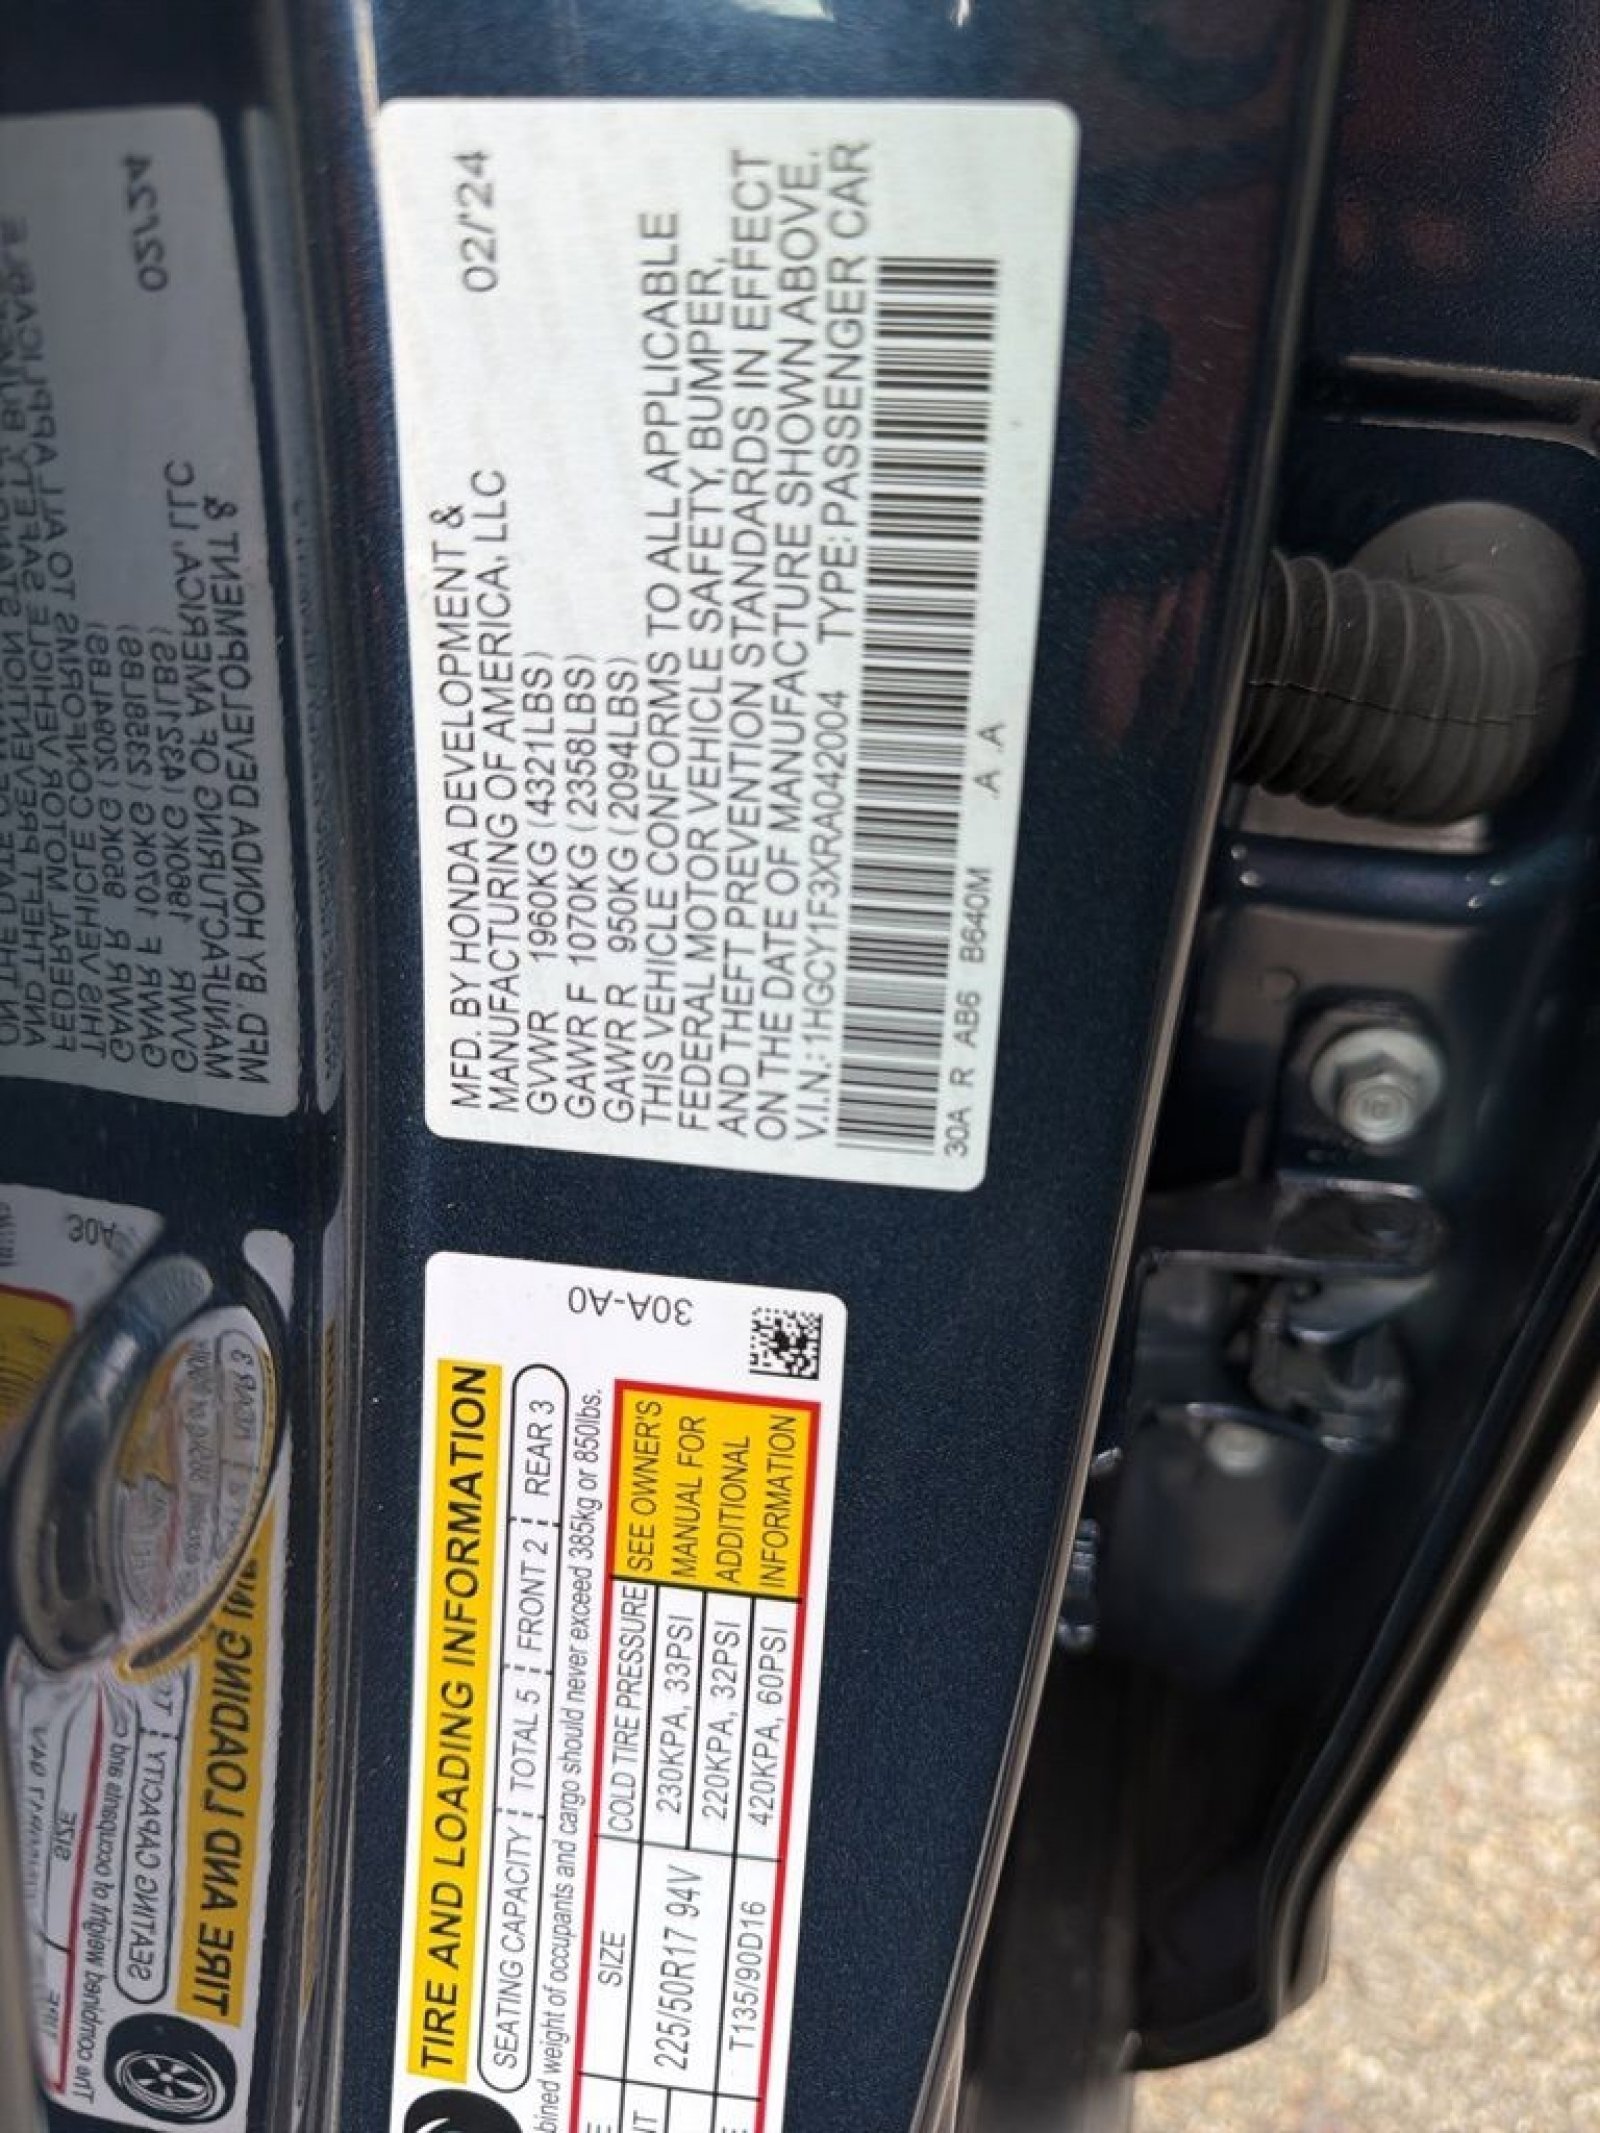 MFD. BY HONDA DEVELOPMENT &
MANUFACTURING OF AMERICA, LLC 02/'24
GVWR 1960KG (4321LBS)
GAWR F 1070KG (2358LBS)
GAWR R 950KG (2094LBS)
THIS VEHICLE CONFORMS TO ALL APPLICABLE
FEDERAL MOTOR VEHICLE SAFETY, BUMPER,
AND THEFT PREVENTION STANDARDS IN EFFECT
ON THE DATE OF MANUFACTURE SHOWN ABOVE.
V.I.N.: 1HGCY1F3XRA042004 TYPE: PASSENGER CAR
30A R AB6 B640M A A
TIRE AND LOADING INFORMATION
30A-A0
SEATING CAPACITY TOTAL 5 FRONT 2 REAR 3
bined weight of occupants and cargo should never exceed 385kg or 850lbs.
SIZE COLD TIRE PRESSURE SEE OWNER'S
MANUAL FOR
ADDITIONAL
INFORMATION
225/50R17 94V 230KPA, 33PSI
220KPA, 32PSI
T135/90D16 420KPA, 60PSI